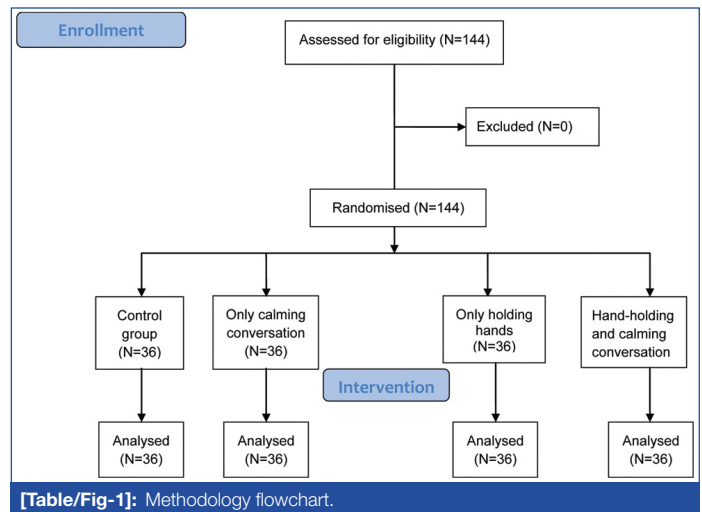 Enrollment
Assessed for eligibility (N=144)
Excluded (N=0)
Randomised (N=144)
Control
group
(N=36)
Only calming
conversation
(N=36)
Only holding
hands
(N=36)
Hand-holding
and calming
conversation
Intervention
Analysed
(N=36)
Analysed
(N=36)
Analysed
(N=36)
Analysed
(N=36)
[Table/Fig-1]: Methodology flowchart.